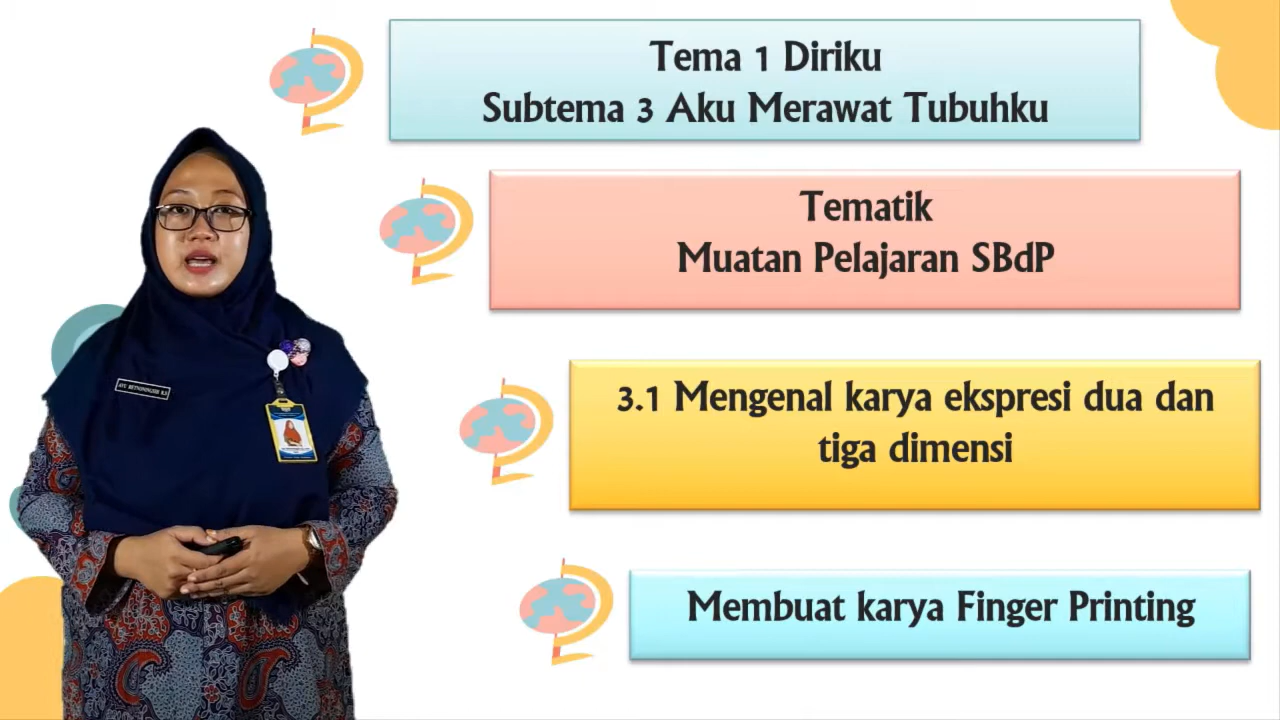 Tema 1 Diriku
Subtema 3 Aku Merawat Tubuhku
Tematik
Muatan Pelajaran SBdP
3.1 Mengenal karya ekspresi dua dan
tiga dimensi
Membuat karya Finger Printing